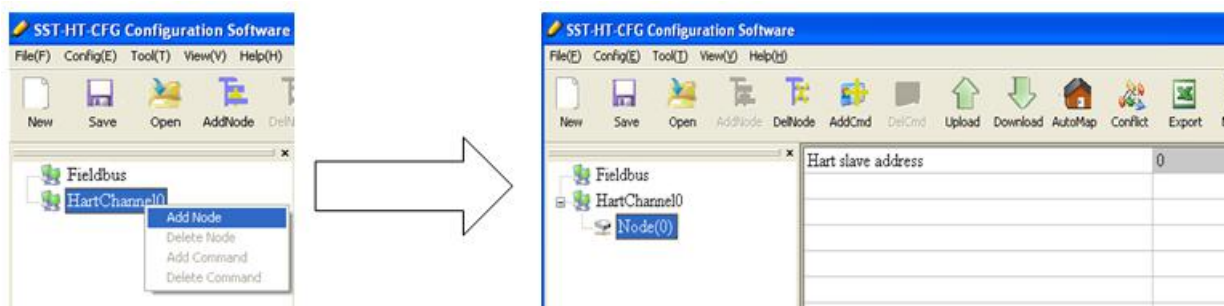 SST-HT-CFG Configuration Softw
File(F) Config(E) Tool(T) View(V) Help(H)
New Save Open AddNode
Fieldbus
HartChannel0
Add Node
Delete Node
Add Command
Delete Command
SST-HT-CFG Configuration Software
File(F) Config(E) Tool(T) View(V) Help(H)
New Save Open AddNode DelNode AddCmd DelCmd Upload Download AutoMap Conflict Export
Fieldbus
HartChannel0
Node(0)
Hart slave address 0